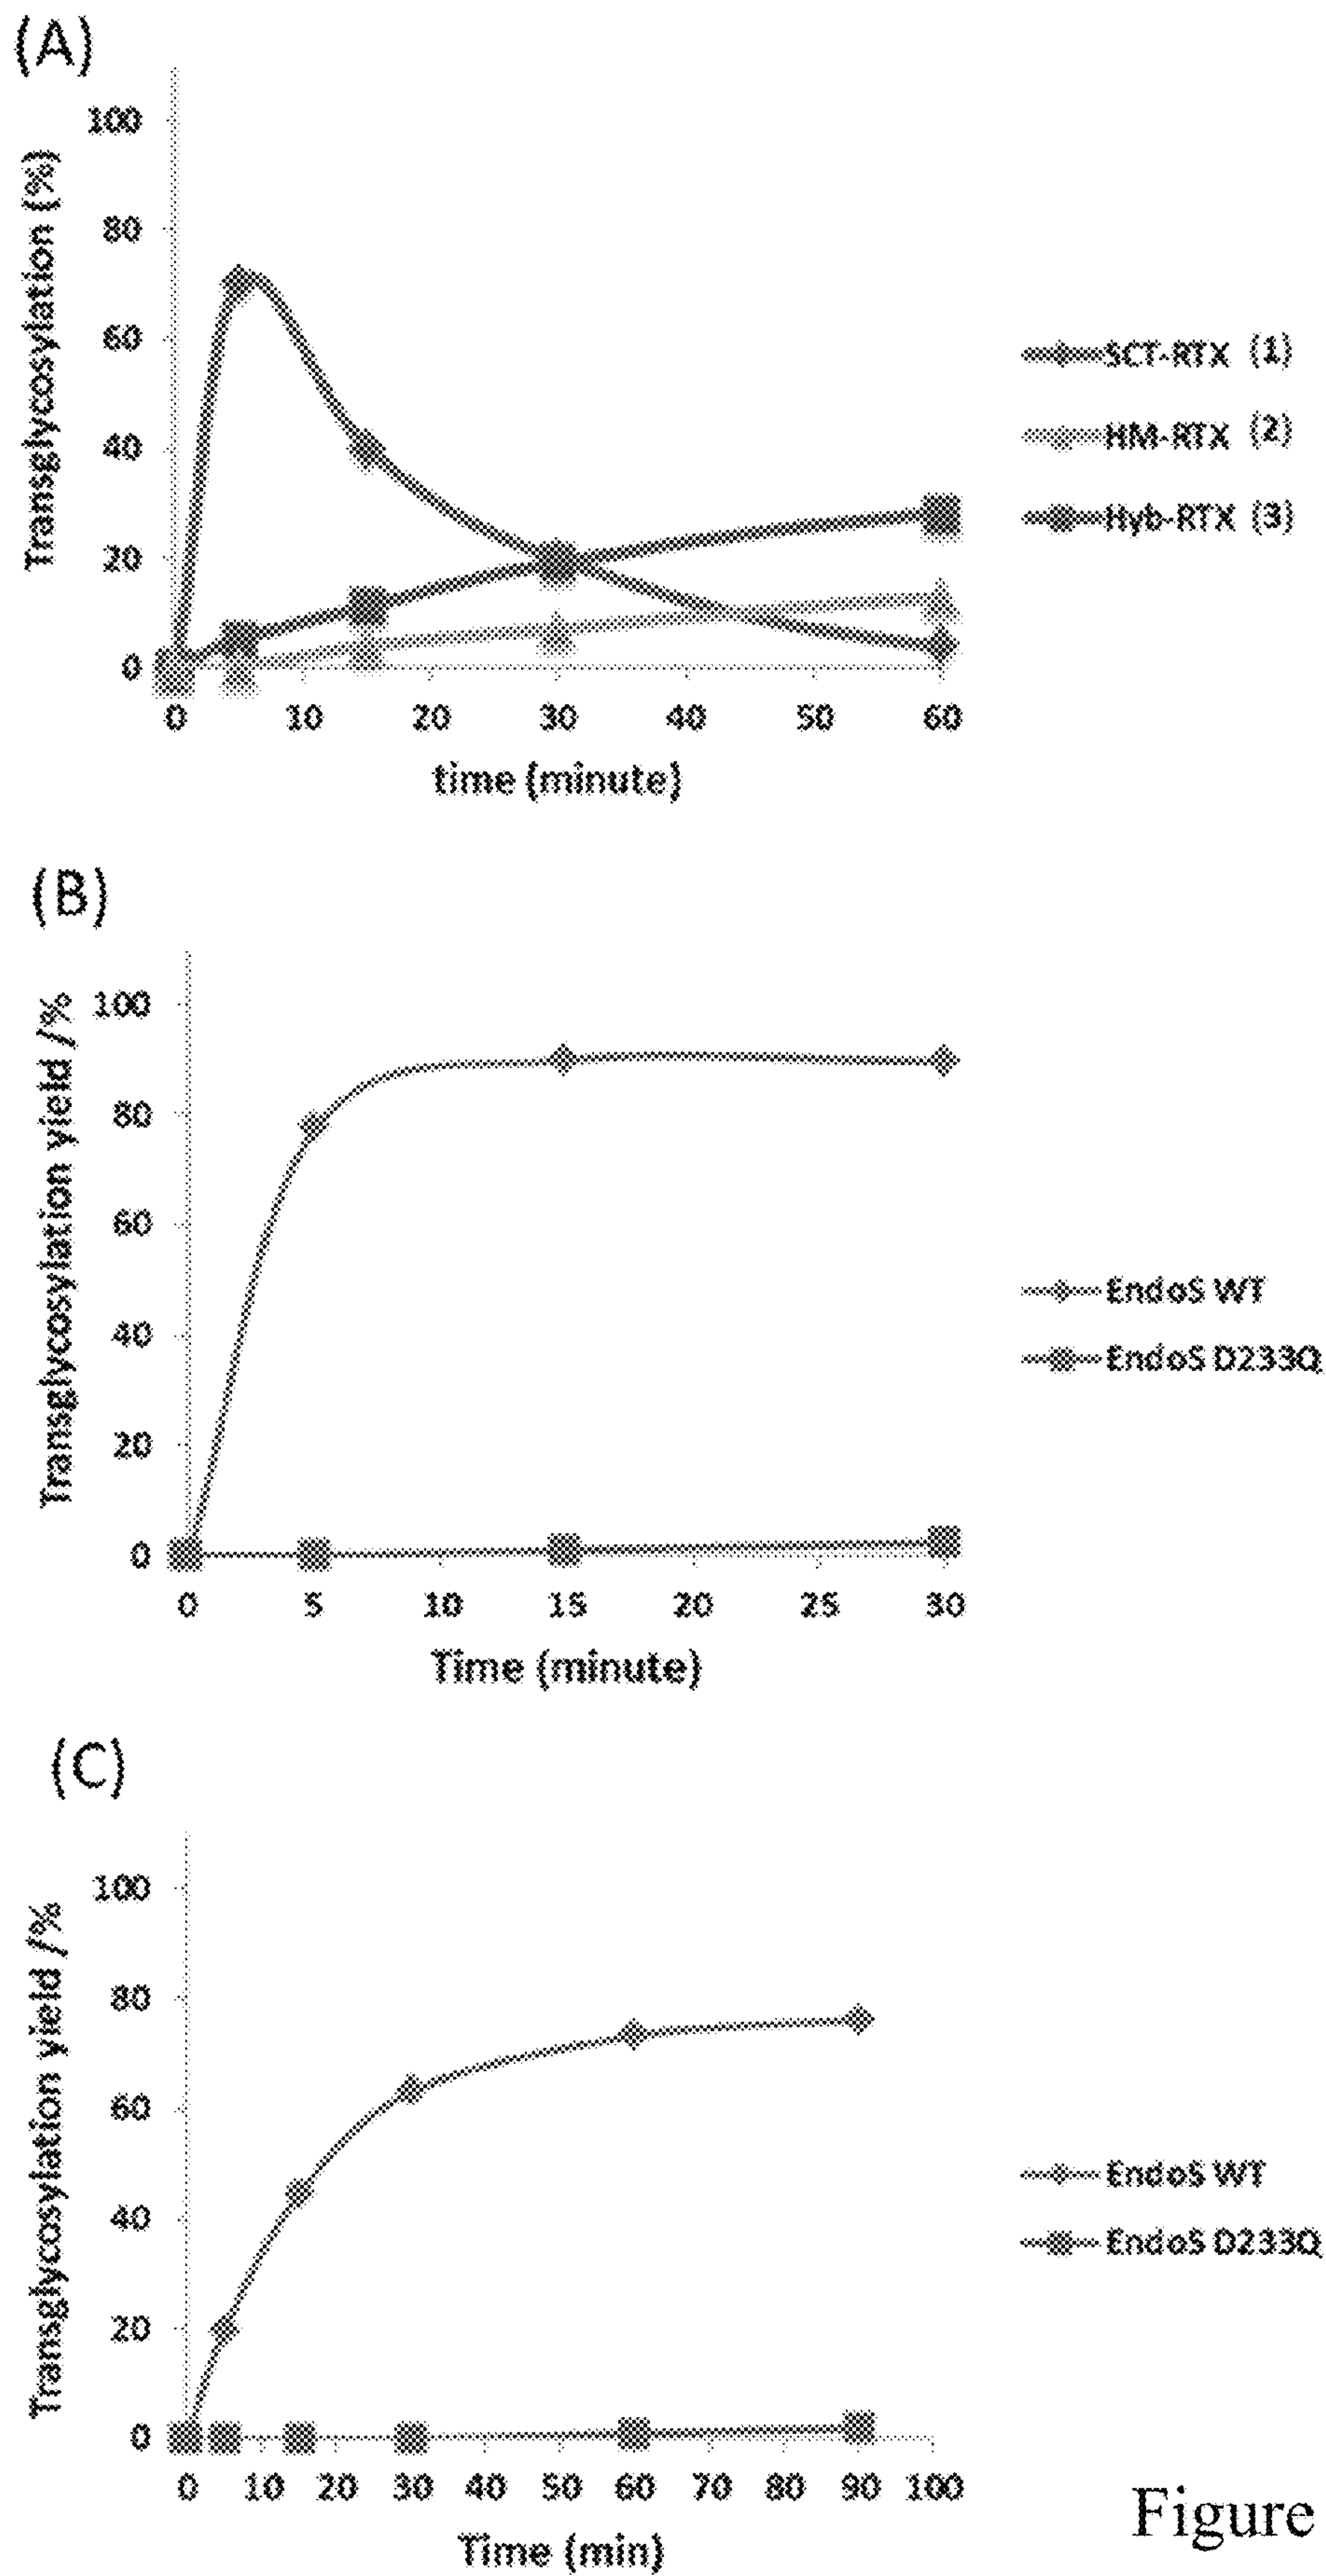 (A)
Transglycosylation (%)
100
80
60
40
20
0
0 10 20 30 40 50 60
time (minute)
SCT-RTX (1)
HM-RTX (2)
Hyb-RTX (3)
(B)
Transglycosylation yield /%
100
80
60
40
20
0
0 5 10 15 20 25 30
Time (minute)
EndoS WT
EndoS D233Q
(C)
Transglycosylation yield /%
100
80
60
40
20
0
0 10 20 30 40 50 60 70 80 90 100
Time (min)
EndoS WT
EndoS D233Q
Figure